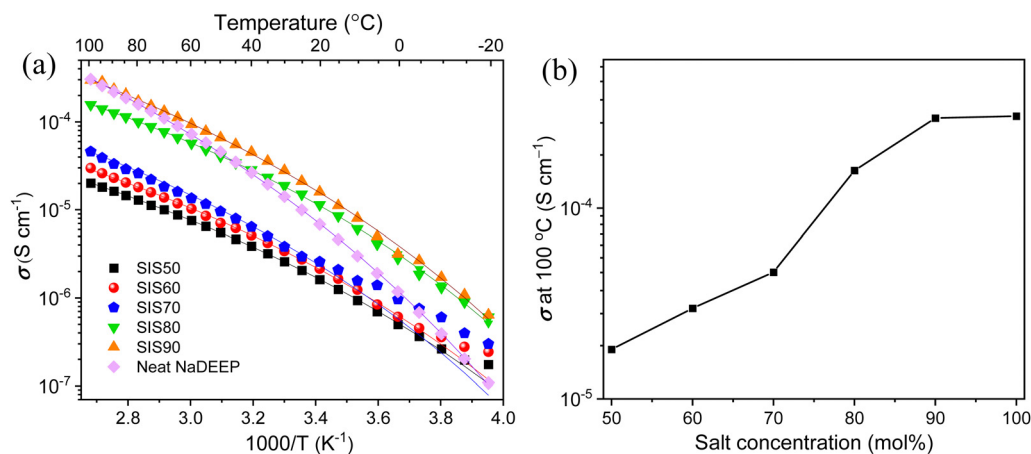 Temperature (°C)
100 80 60 40 20 0 -20
(a)
10⁻⁴
10⁻⁵
10⁻⁶
10⁻⁷
σ (S cm⁻¹)
SIS50
SIS60
SIS70
SIS80
SIS90
Neat NaDEEP
2.8 3.0 3.2 3.4 3.6 3.8 4.0
1000/T (K⁻¹)
(b)
10⁻⁴
10⁻⁵
σ at 100 °C (S cm⁻¹)
50 60 70 80 90 100
Salt concentration (mol%)